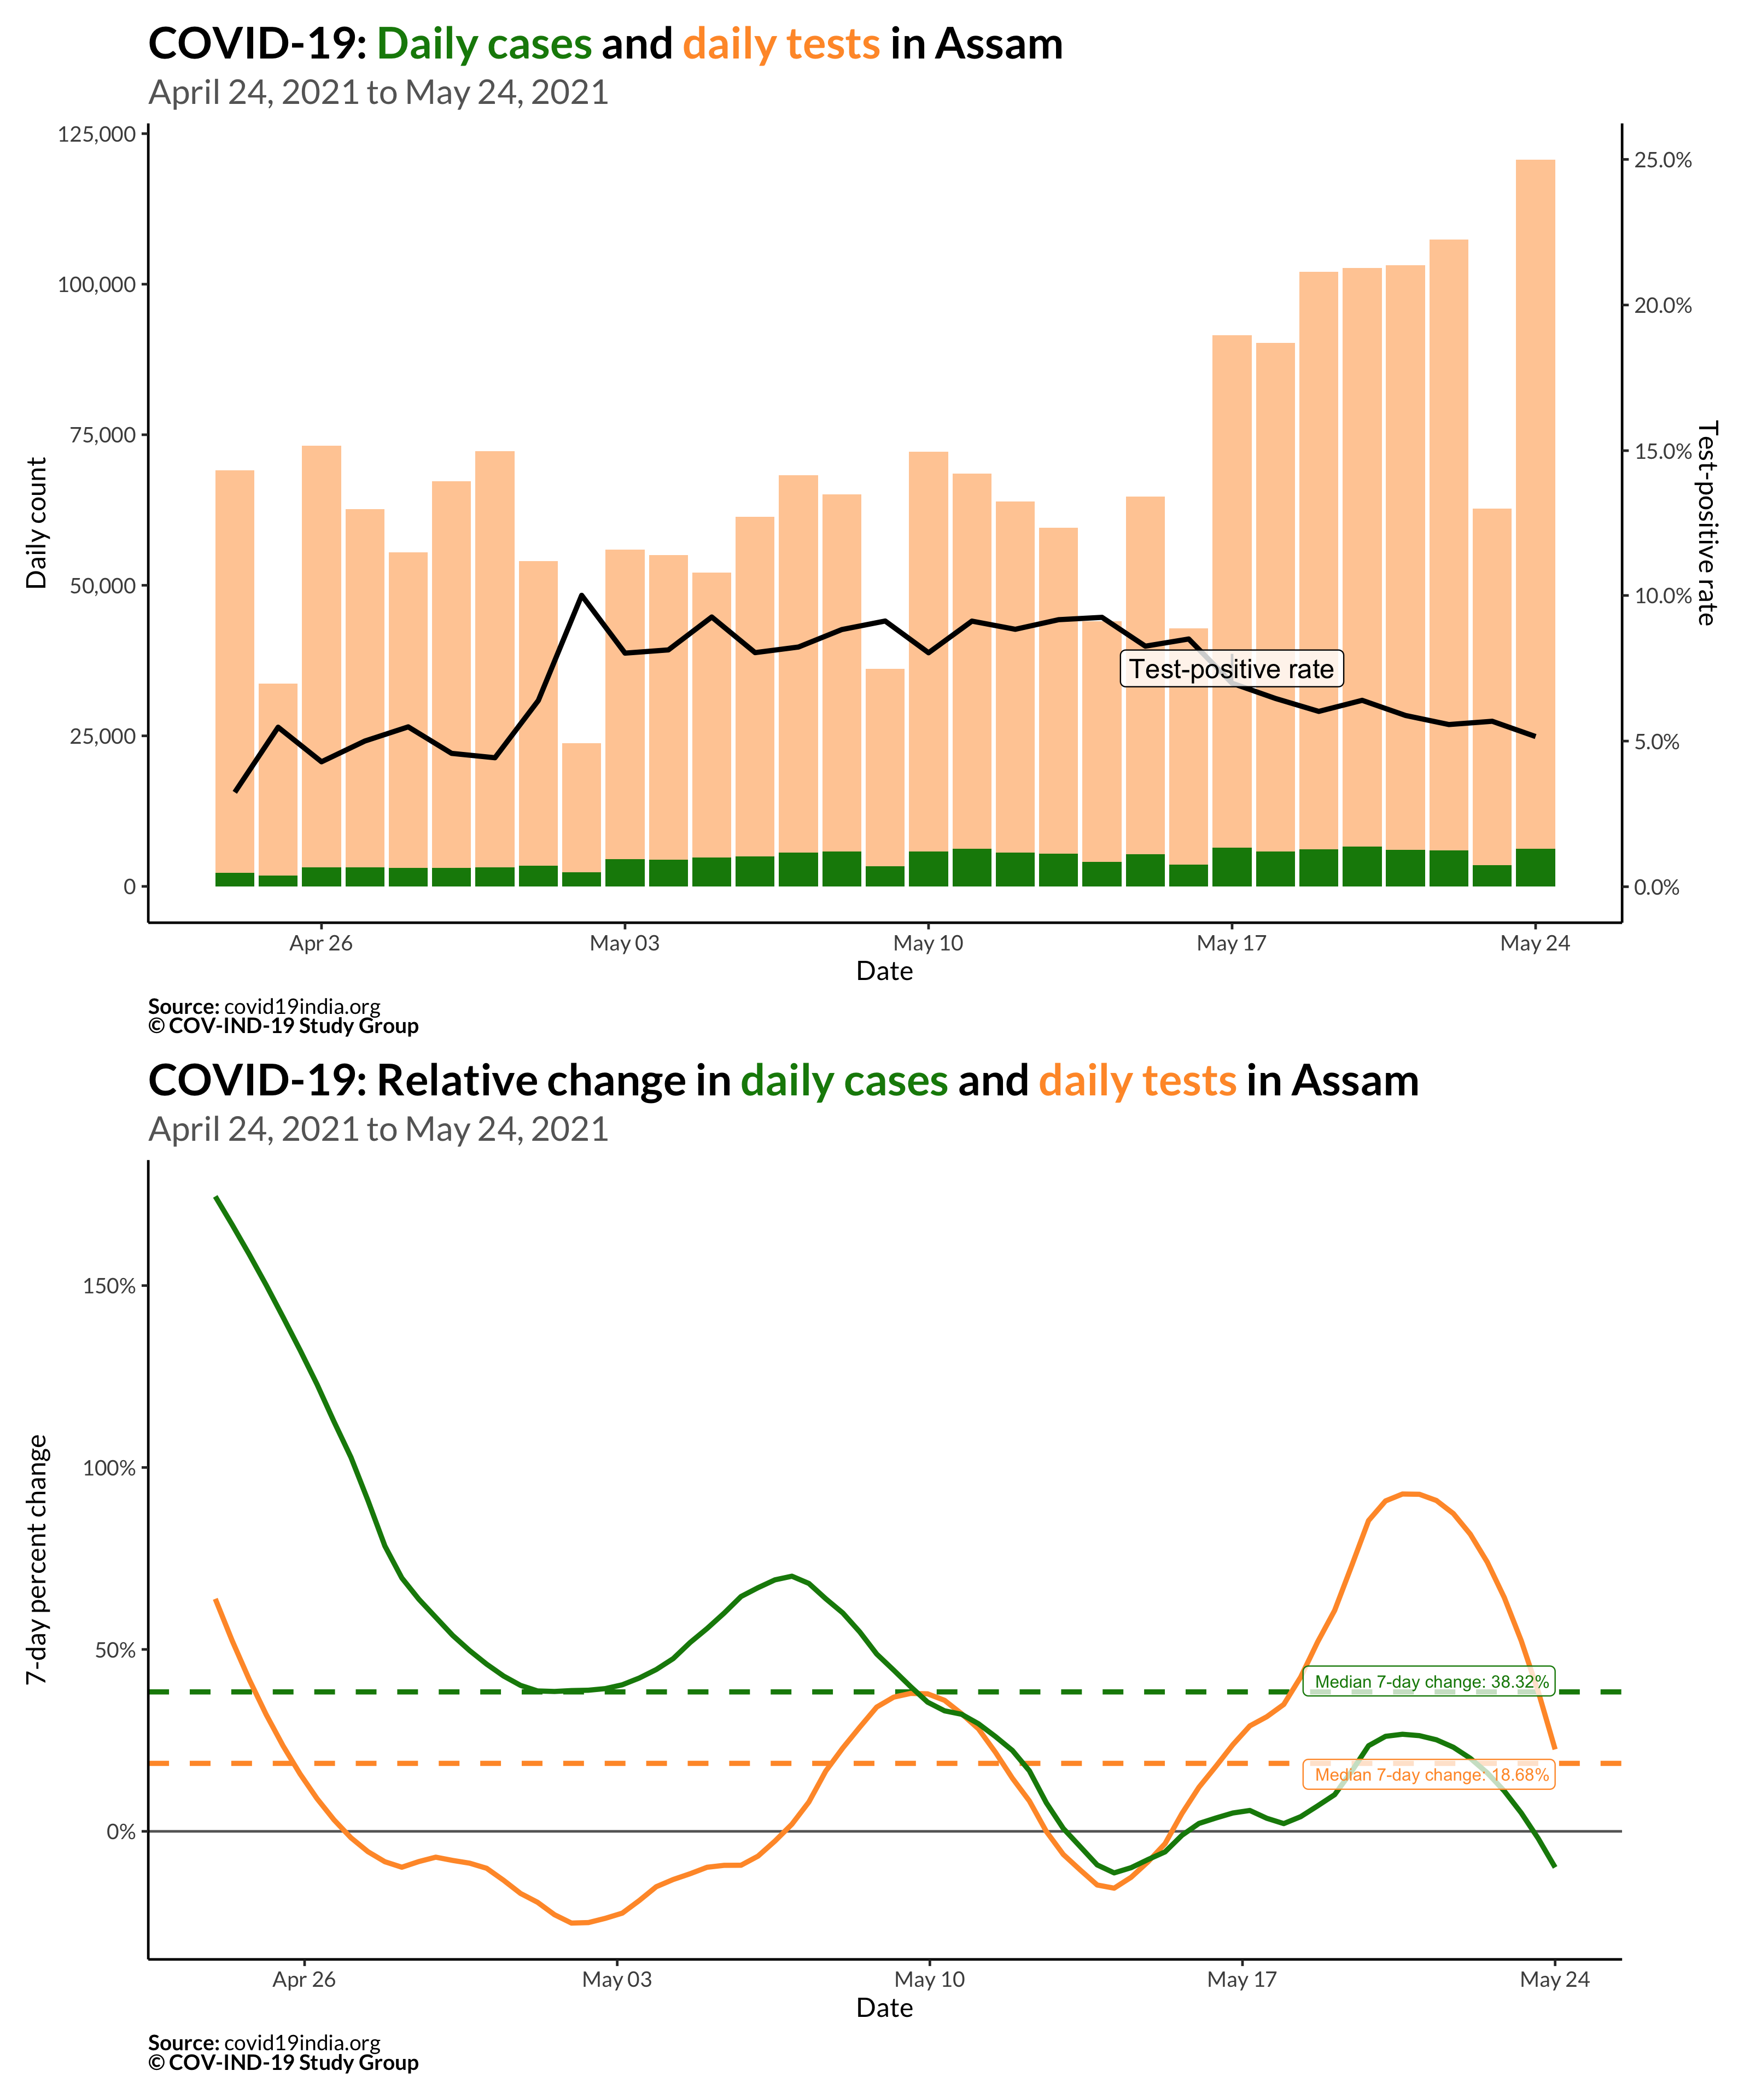 COVID-19: Daily cases and daily tests in Assam
April 24, 2021 to May 24, 2021
125,000
100,000
75,000
50,000
25,000
0
Daily count
25.0%
20.0%
15.0%
10.0%
5.0%
0.0%
Test-positive rate
Test-positive rate
Apr 26
May 03
May 10
May 17
May 24
Date
Source: covid19india.org
© COV-IND-19 Study Group
COVID-19: Relative change in daily cases and daily tests in Assam
April 24, 2021 to May 24, 2021
150%
100%
50%
0%
7-day percent change
Median 7-day change: 38.32%
Median 7-day change: 18.68%
Apr 26
May 03
May 10
May 17
May 24
Date
Source: covid19india.org
© COV-IND-19 Study Group